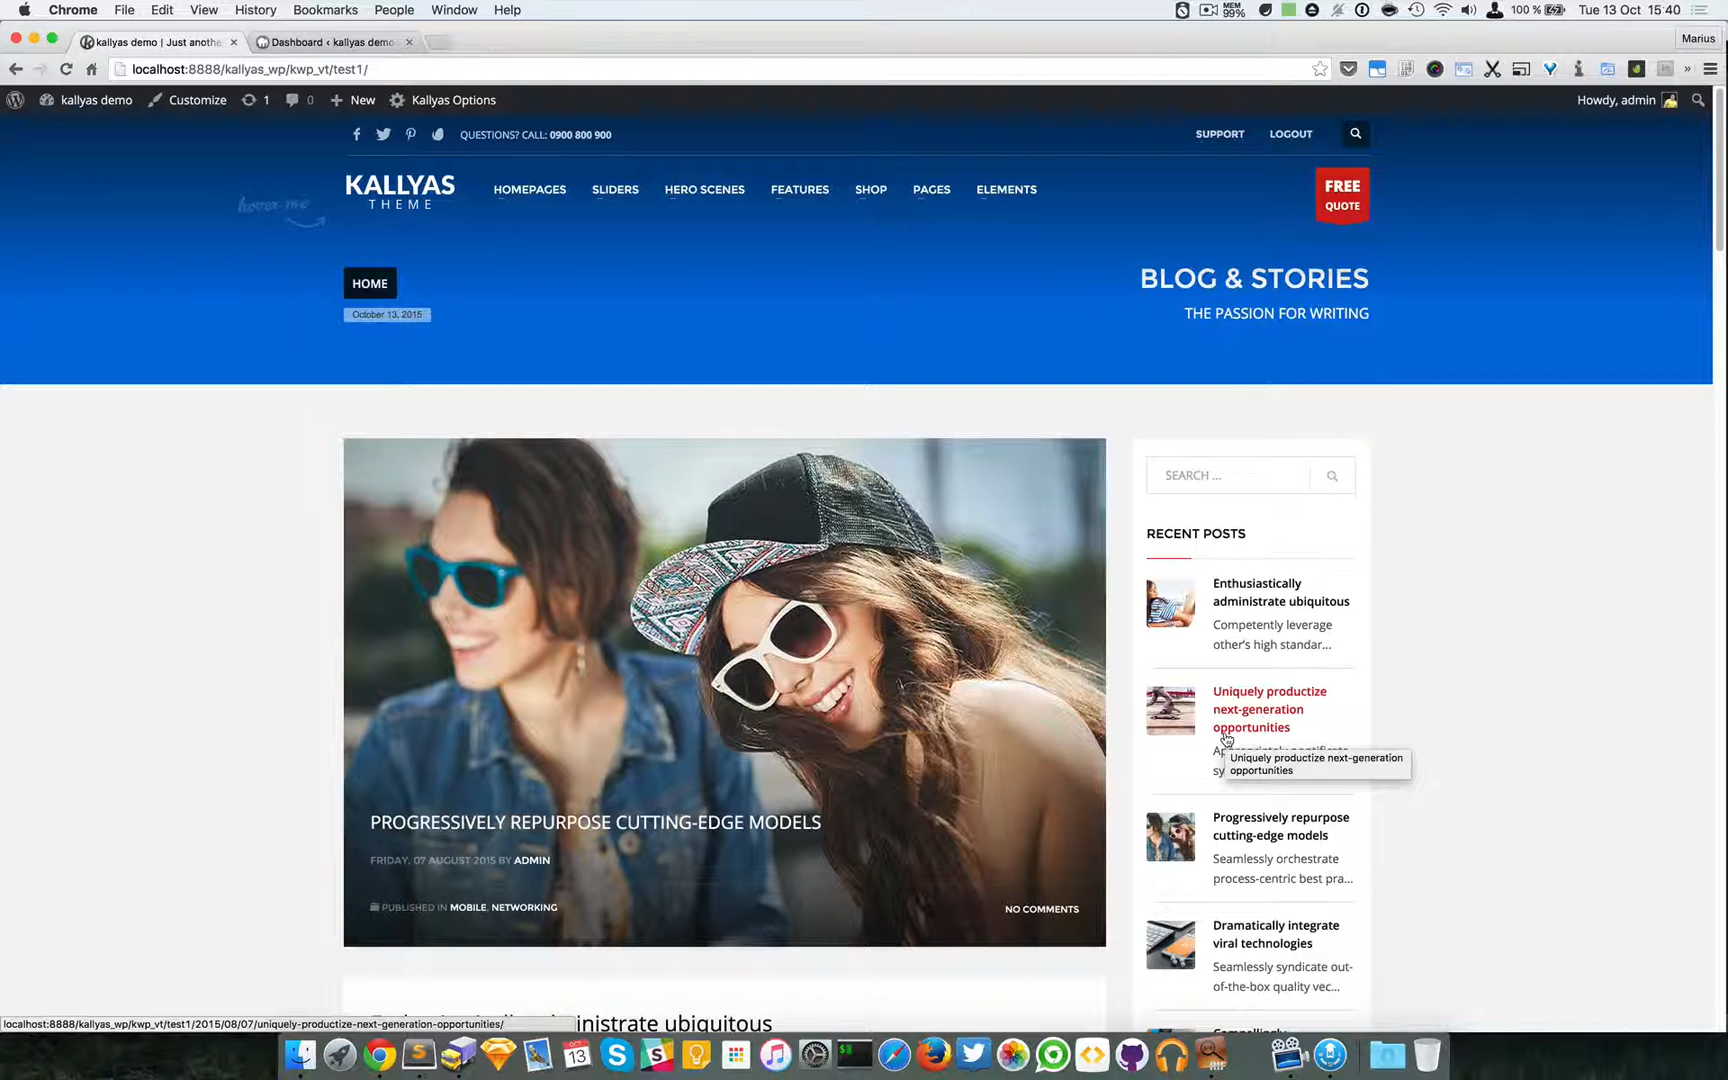 Chrome File Edit View History Bookmarks People Window Help
MEM 99% 100 % Tue 13 Oct 15:40
kallyas demo | Just anothe
Dashboard ‹ kallyas demo
Marius
localhost:8888/kallyas_wp/kwp_vt/test1/
kallyas demo Customize 1 0 New Kallyas Options
Howdy, admin
QUESTIONS? CALL: 0900 800 900
SUPPORT LOGOUT
hover me
KALLYAS
THEME
HOMEPAGES SLIDERS HERO SCENES FEATURES SHOP PAGES ELEMENTS
FREE
QUOTE
HOME
October 13, 2015
BLOG & STORIES
THE PASSION FOR WRITING
PROGRESSIVELY REPURPOSE CUTTING-EDGE MODELS
FRIDAY, 07 AUGUST 2015 BY ADMIN
PUBLISHED IN MOBILE, NETWORKING
NO COMMENTS
SEARCH ...
RECENT POSTS
Enthusiastically
administrate ubiquitous
Competently leverage
other's high standar...
Uniquely productize
next-generation
opportunities
Uniquely productize next-generation
opportunities
Progressively repurpose
cutting-edge models
Seamlessly orchestrate
process-centric best pra...
Dramatically integrate
viral technologies
Seamlessly syndicate out-
of-the-box quality vec...
ubiquitous
localhost:8888/kallyas_wp/kwp_vt/test1/2015/08/07/uniquely-productize-next-generation-opportunities/
OCT
13
RIF